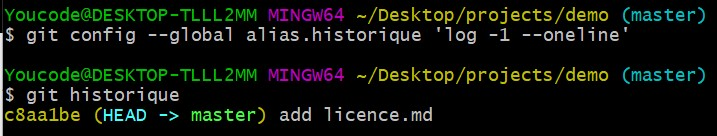 Youcode@DESKTOP-TLLL2MM MINGW64 ~/Desktop/projects/demo (master)
$ git config --global alias.historique 'log -1 --oneline'
Youcode@DESKTOP-TLLL2MM MINGW64 ~/Desktop/projects/demo (master)
$ git historique
c8aa1be (HEAD -> master) add licence.md